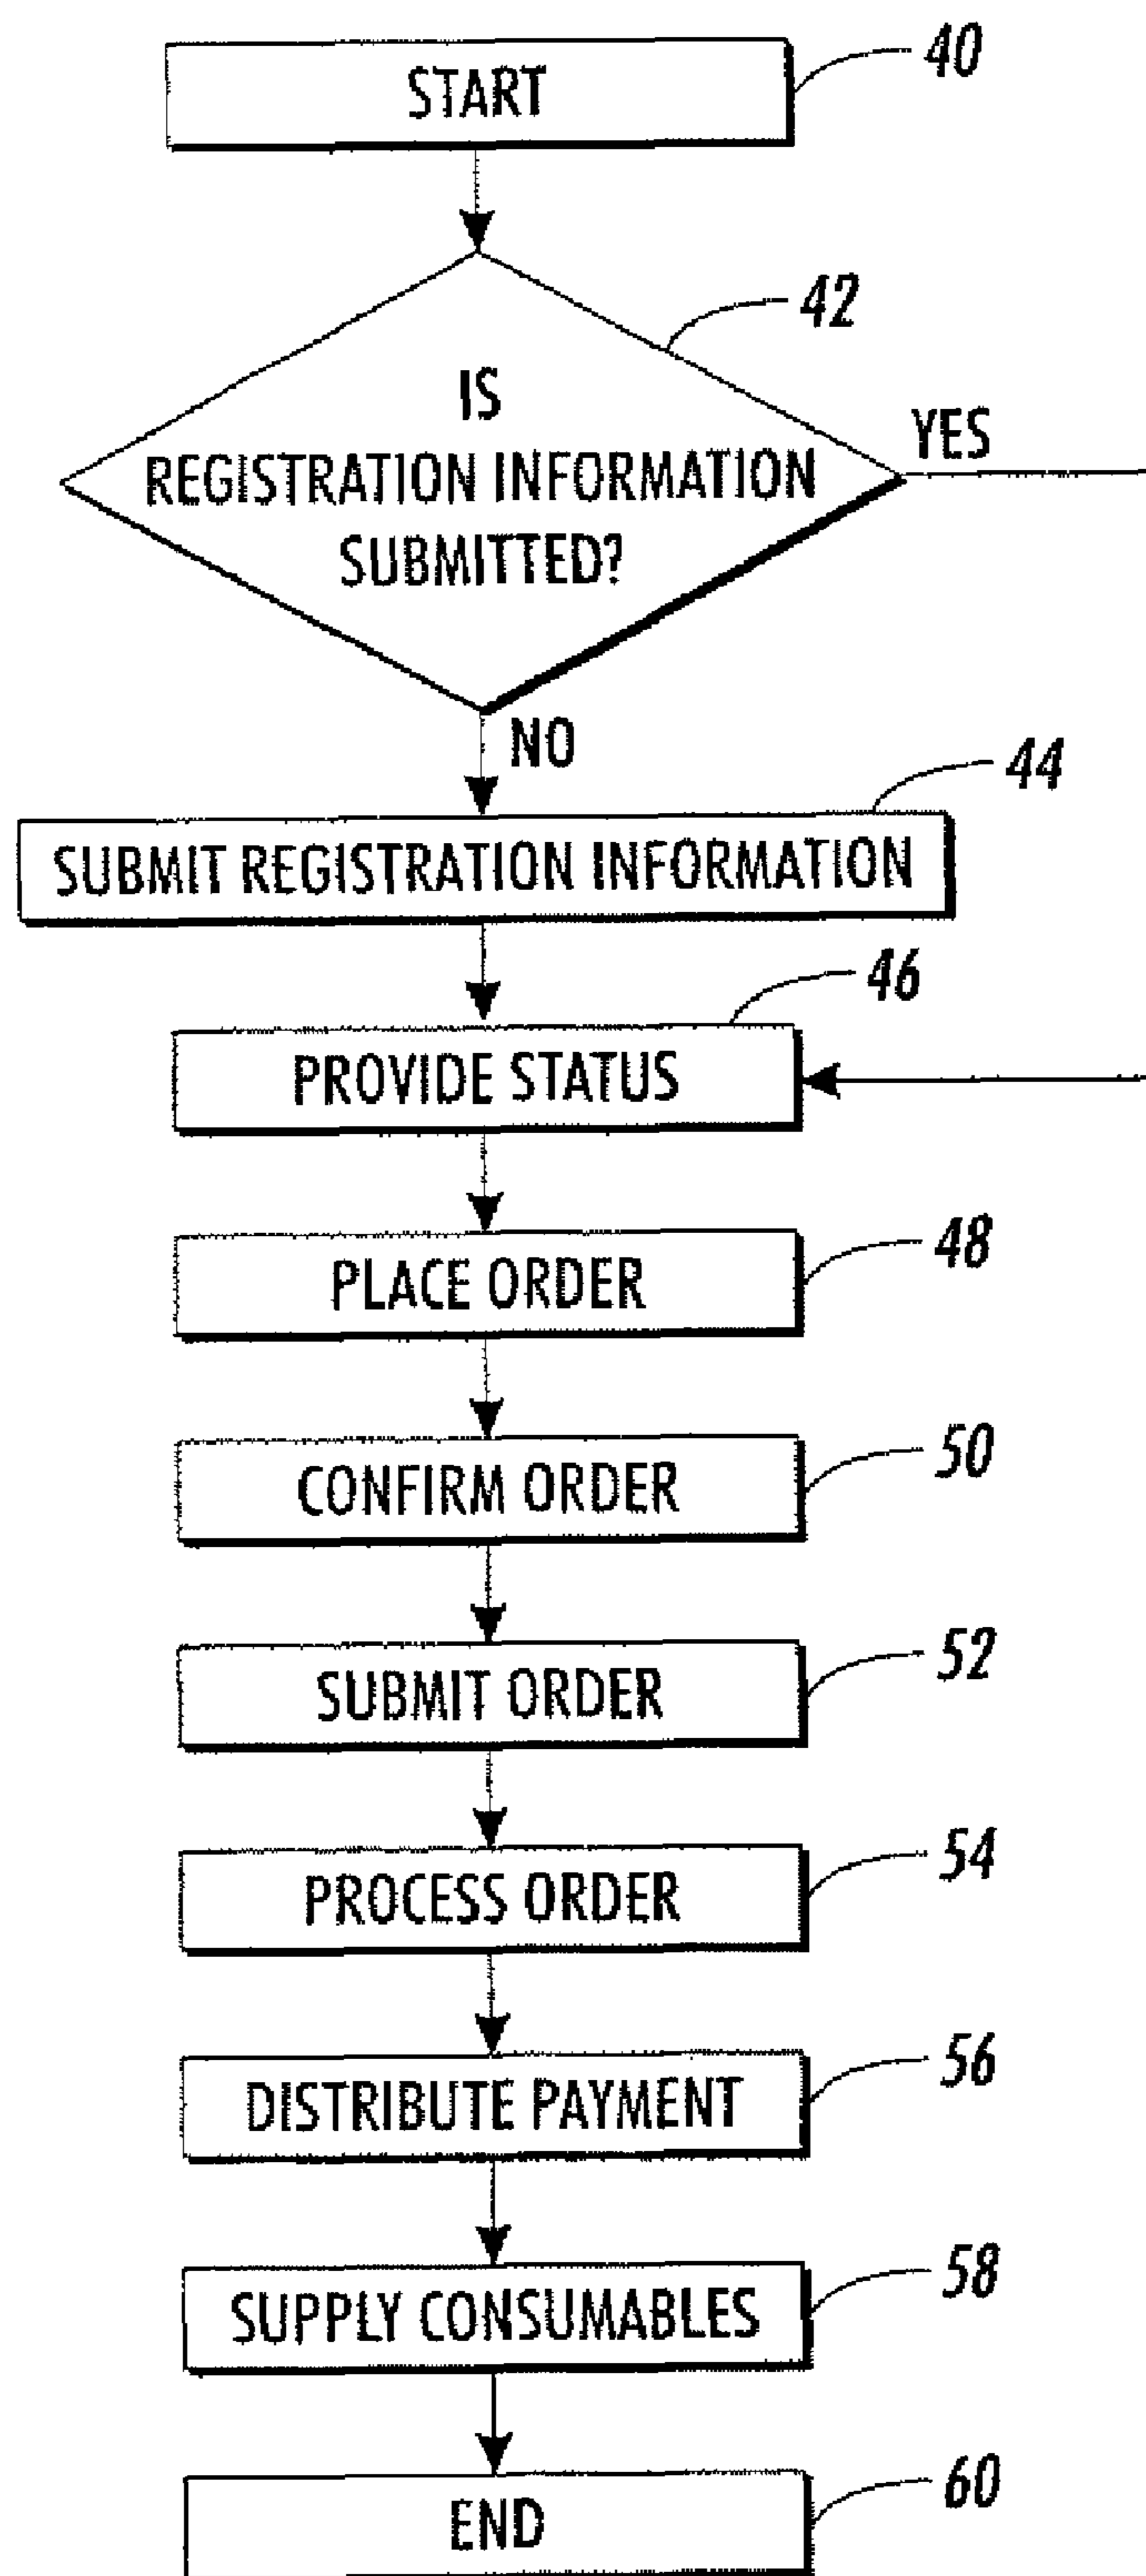 START
40
42
IS
REGISTRATION INFORMATION
SUBMITTED?
YES
NO
44
SUBMIT REGISTRATION INFORMATION
46
PROVIDE STATUS
48
PLACE ORDER
50
CONFIRM ORDER
52
SUBMIT ORDER
54
PROCESS ORDER
56
DISTRIBUTE PAYMENT
58
SUPPLY CONSUMABLES
60
END